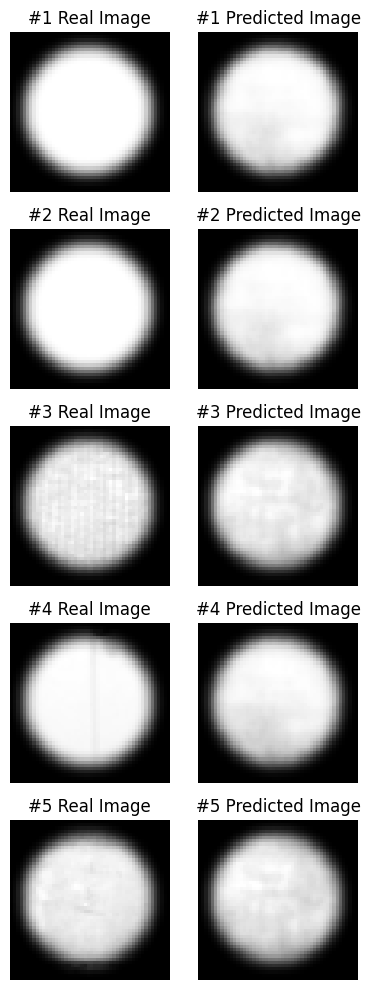 #1 Real Image
#1 Predicted Image
#2 Real Image
#2 Predicted Image
#3 Real Image
#3 Predicted Image
#4 Real Image
#4 Predicted Image
#5 Real Image
#5 Predicted Image